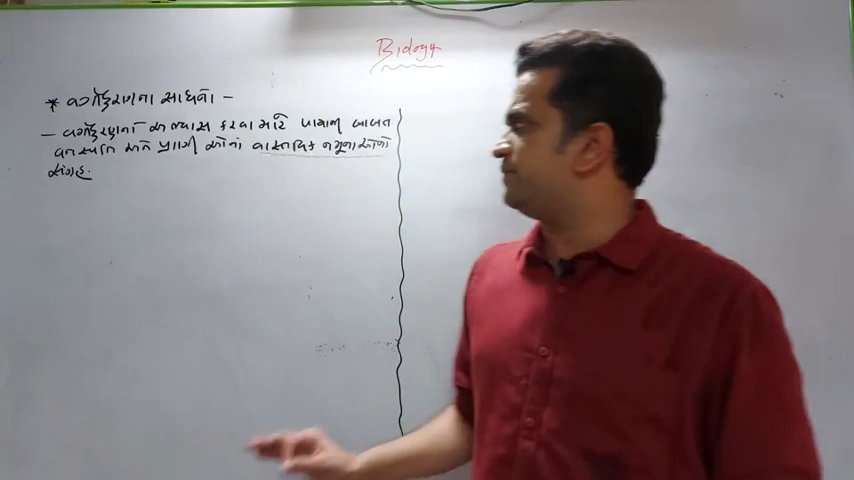 Biology
* વર્ગીકરણના સાધનો -
- વર્ગીકરણનો અભ્યાસ કરવા માટે પાયાની બાબત
વનસ્પતિ અને પ્રાણીઓનો વાસ્તવિક નમૂનાઓનો
સંગ્રહ.